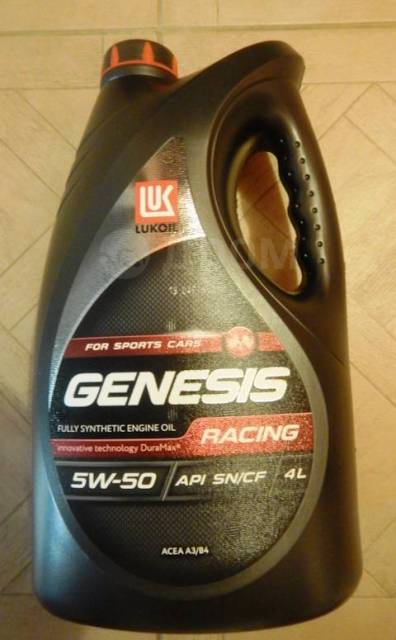 LUK
LUKOIL
FOR SPORTS CARS
GENESIS
FULLY SYNTHETIC ENGINE OIL
RACING
innovative technology DuraMax®
5W-50
API SN/CF
4L
ACEA A3/B4